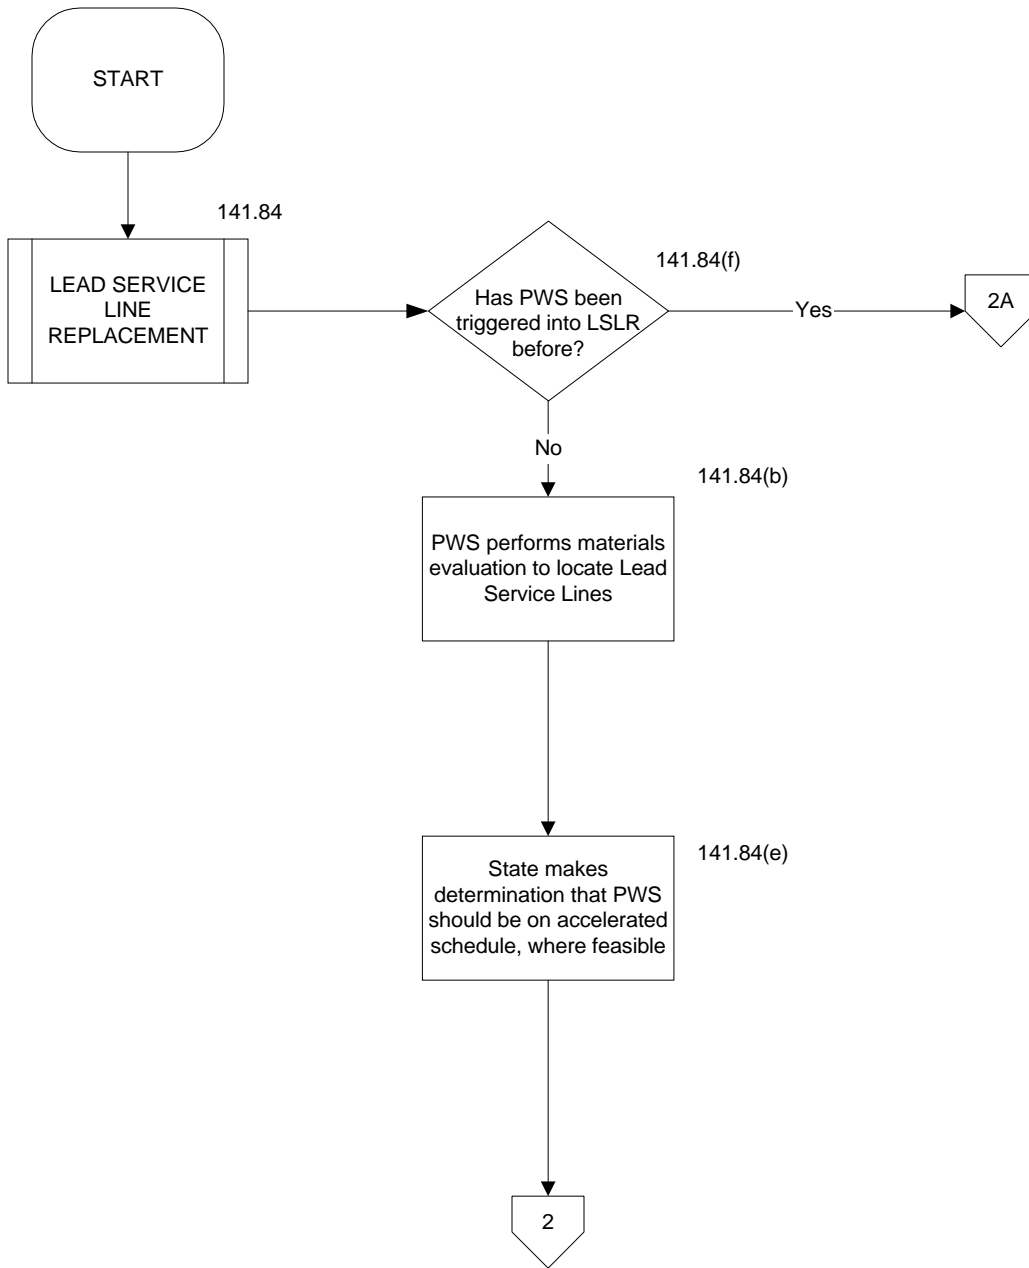 START
141.84
LEAD SERVICE
LINE
REPLACEMENT
141.84(f)
Has PWS been
triggered into LSLR
before?
Yes
2A
No
141.84(b)
PWS performs materials
evaluation to locate Lead
Service Lines
141.84(e)
State makes
determination that PWS
should be on accelerated
schedule, where feasible
2